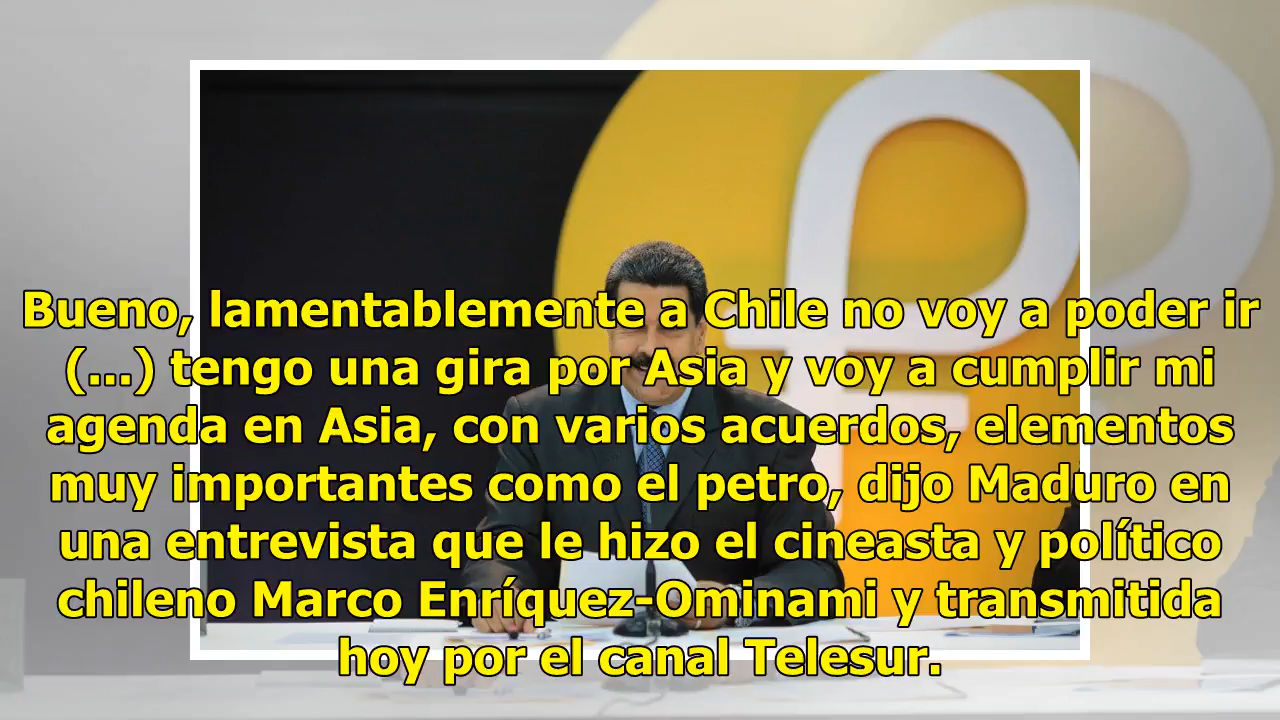 Bueno, lamentablemente a Chile no voy a poder ir
(...) tengo una gira por Asia y voy a cumplir mi
agenda en Asia, con varios acuerdos, elementos
muy importantes como el petro, dijo Maduro en
una entrevista que le hizo el cineasta y político
chileno Marco Enríquez-Ominami y transmitida
hoy por el canal Telesur.